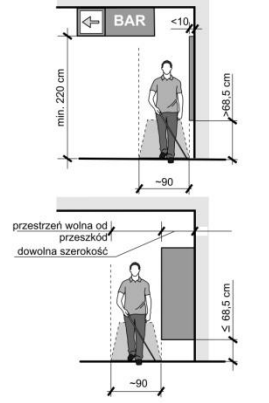 BAR
<10
min. 220 cm
>68,5 cm
~90
przestrzeń wolna od
przeszkód
dowolna szerokość
≤ 68,5 cm
~90